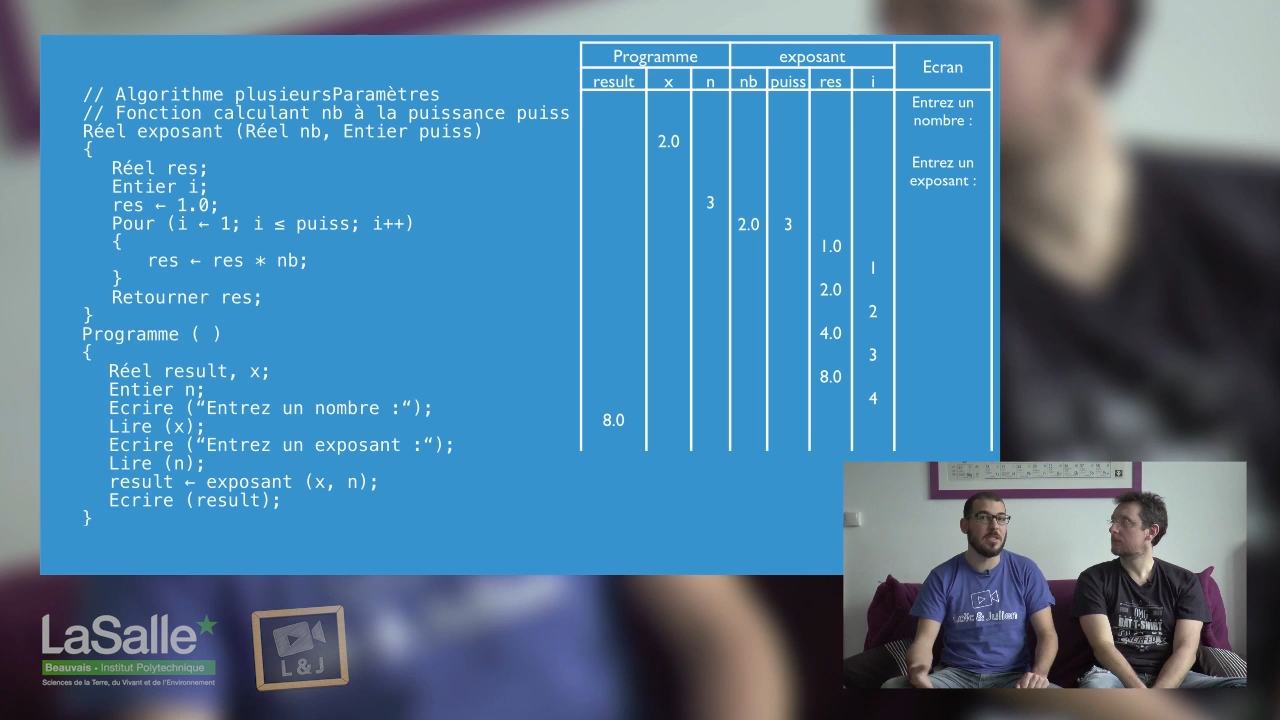 // Algorithme plusieursParamètres
// Fonction calculant nb à la puissance puiss
Réel exposant (Réel nb, Entier puiss)
{
Réel res;
Entier i;
res ← 1.0;
Pour (i ← 1; i ≤ puiss; i++)
{
res ← res * nb;
}
Retourner res;
}
Programme ( )
{
Réel result, x;
Entier n;
Ecrire (“Entrez un nombre :“);
Lire (x);
Ecrire (“Entrez un exposant :“);
Lire (n);
result ← exposant (x, n);
Ecrire (result);
}
Programme exposant Ecran
result x n nb puiss res i
Entrez un
nombre :
2.0
Entrez un
exposant :
3
2.0 3
1.0
1
2.0
2
4.0
3
8.0
4
8.0
LaSalle
Beauvais • Institut Polytechnique
Sciences de la Terre, du Vivant et de l'Environnement
L & J
Loïc & Julien